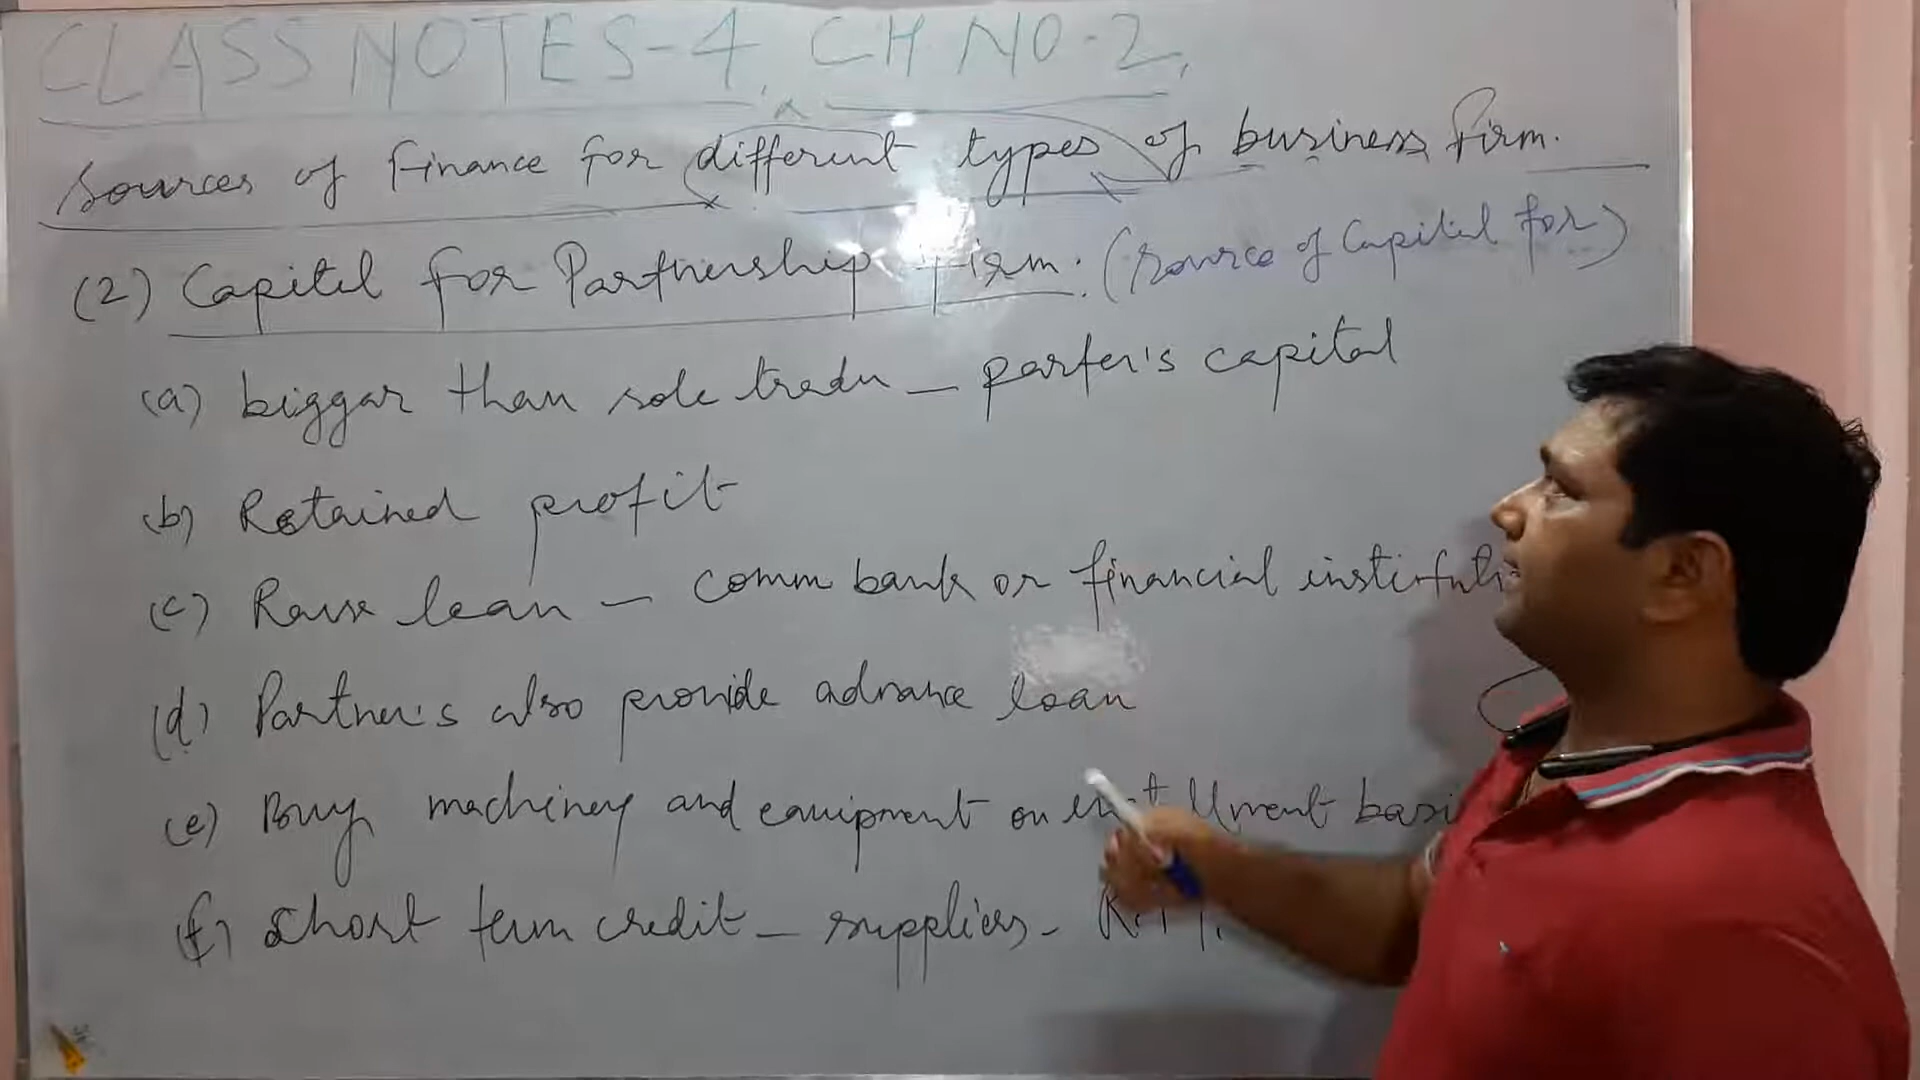 CLASS NOTES-4, CH NO-2,
Sources of Finance for different types of business firm.
(2) Capital for Partnership firm. (source of Capital for)
(a) biggar than sole trader - parter's capital
(b) Retained profit
(c) Raise loan - comm bank or financial
(d) Partner's also provide advance loan
(e) Buy machinery and equipment on basi
(f) Short term credit - suppliers -